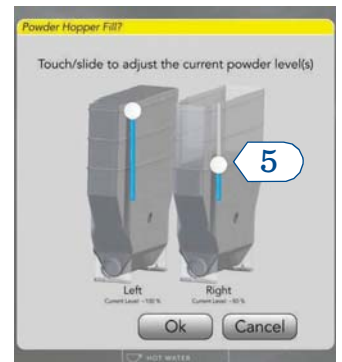 Powder Hopper Fill?
Touch/slide to adjust the current powder level(s)
5
Left
Right
Current Level: ~100 %
Current Level: ~50 %
Ok
Cancel
HOT WATER